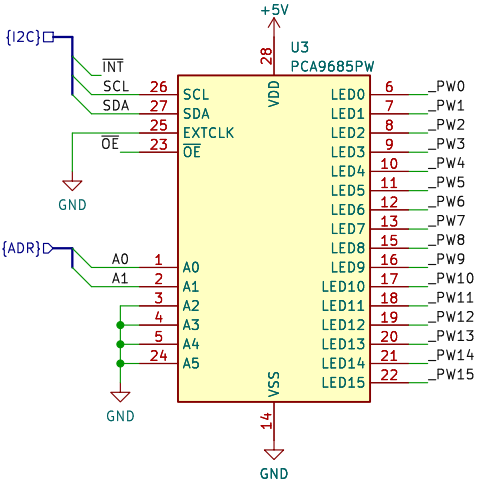 +5V
{I2C}
28
U3
PCA9685PW
INT
VDD
SCL 26 SCL LED0 6 _PW0
SDA 27 SDA LED1 7 _PW1
25 EXTCLK LED2 8 _PW2
OE 23 OE LED3 9 _PW3
LED4 10 _PW4
GND LED5 11 _PW5
LED6 12 _PW6
LED7 13 _PW7
{ADR} LED8 15 _PW8
A0 1 A0 LED9 16 _PW9
A1 2 A1 LED10 17 _PW10
3 A2 LED11 18 _PW11
4 A3 LED12 19 _PW12
5 A4 LED13 20 _PW13
24 A5 LED14 21 _PW14
VSS LED15 22 _PW15
GND
14
GND